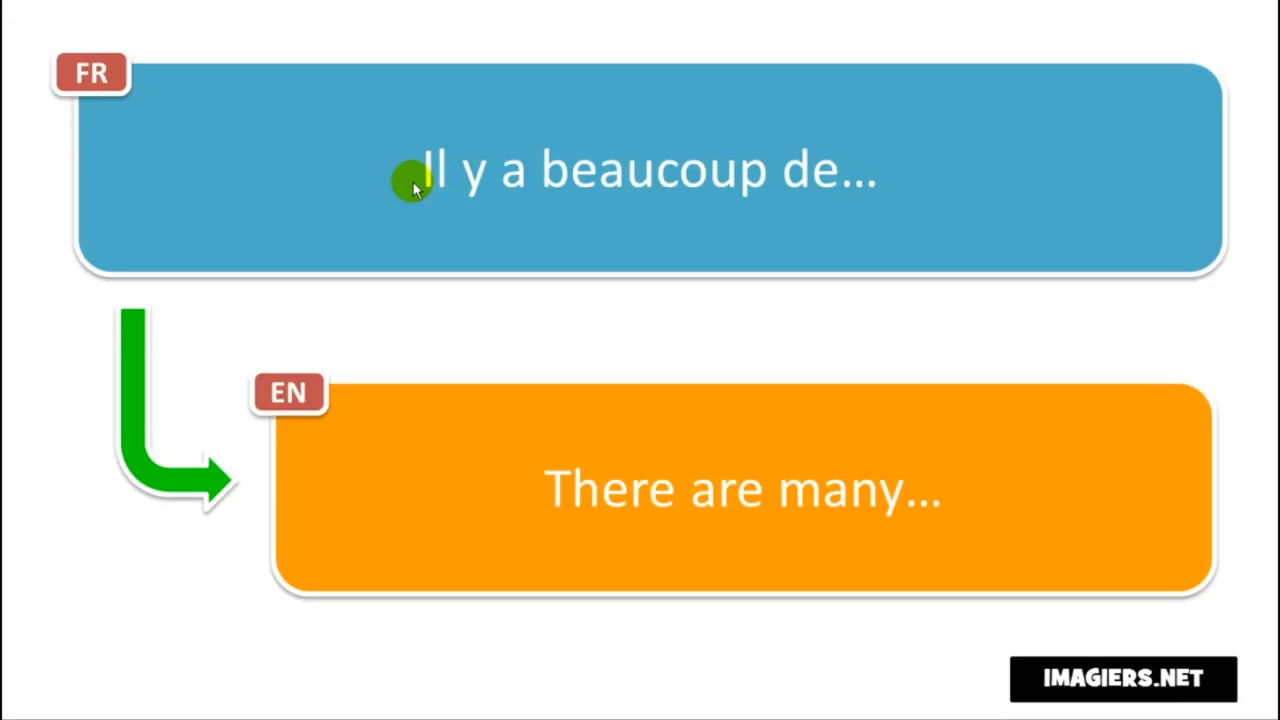 FR
Il y a beaucoup de...
EN
There are many...
IMAGIERS.NET